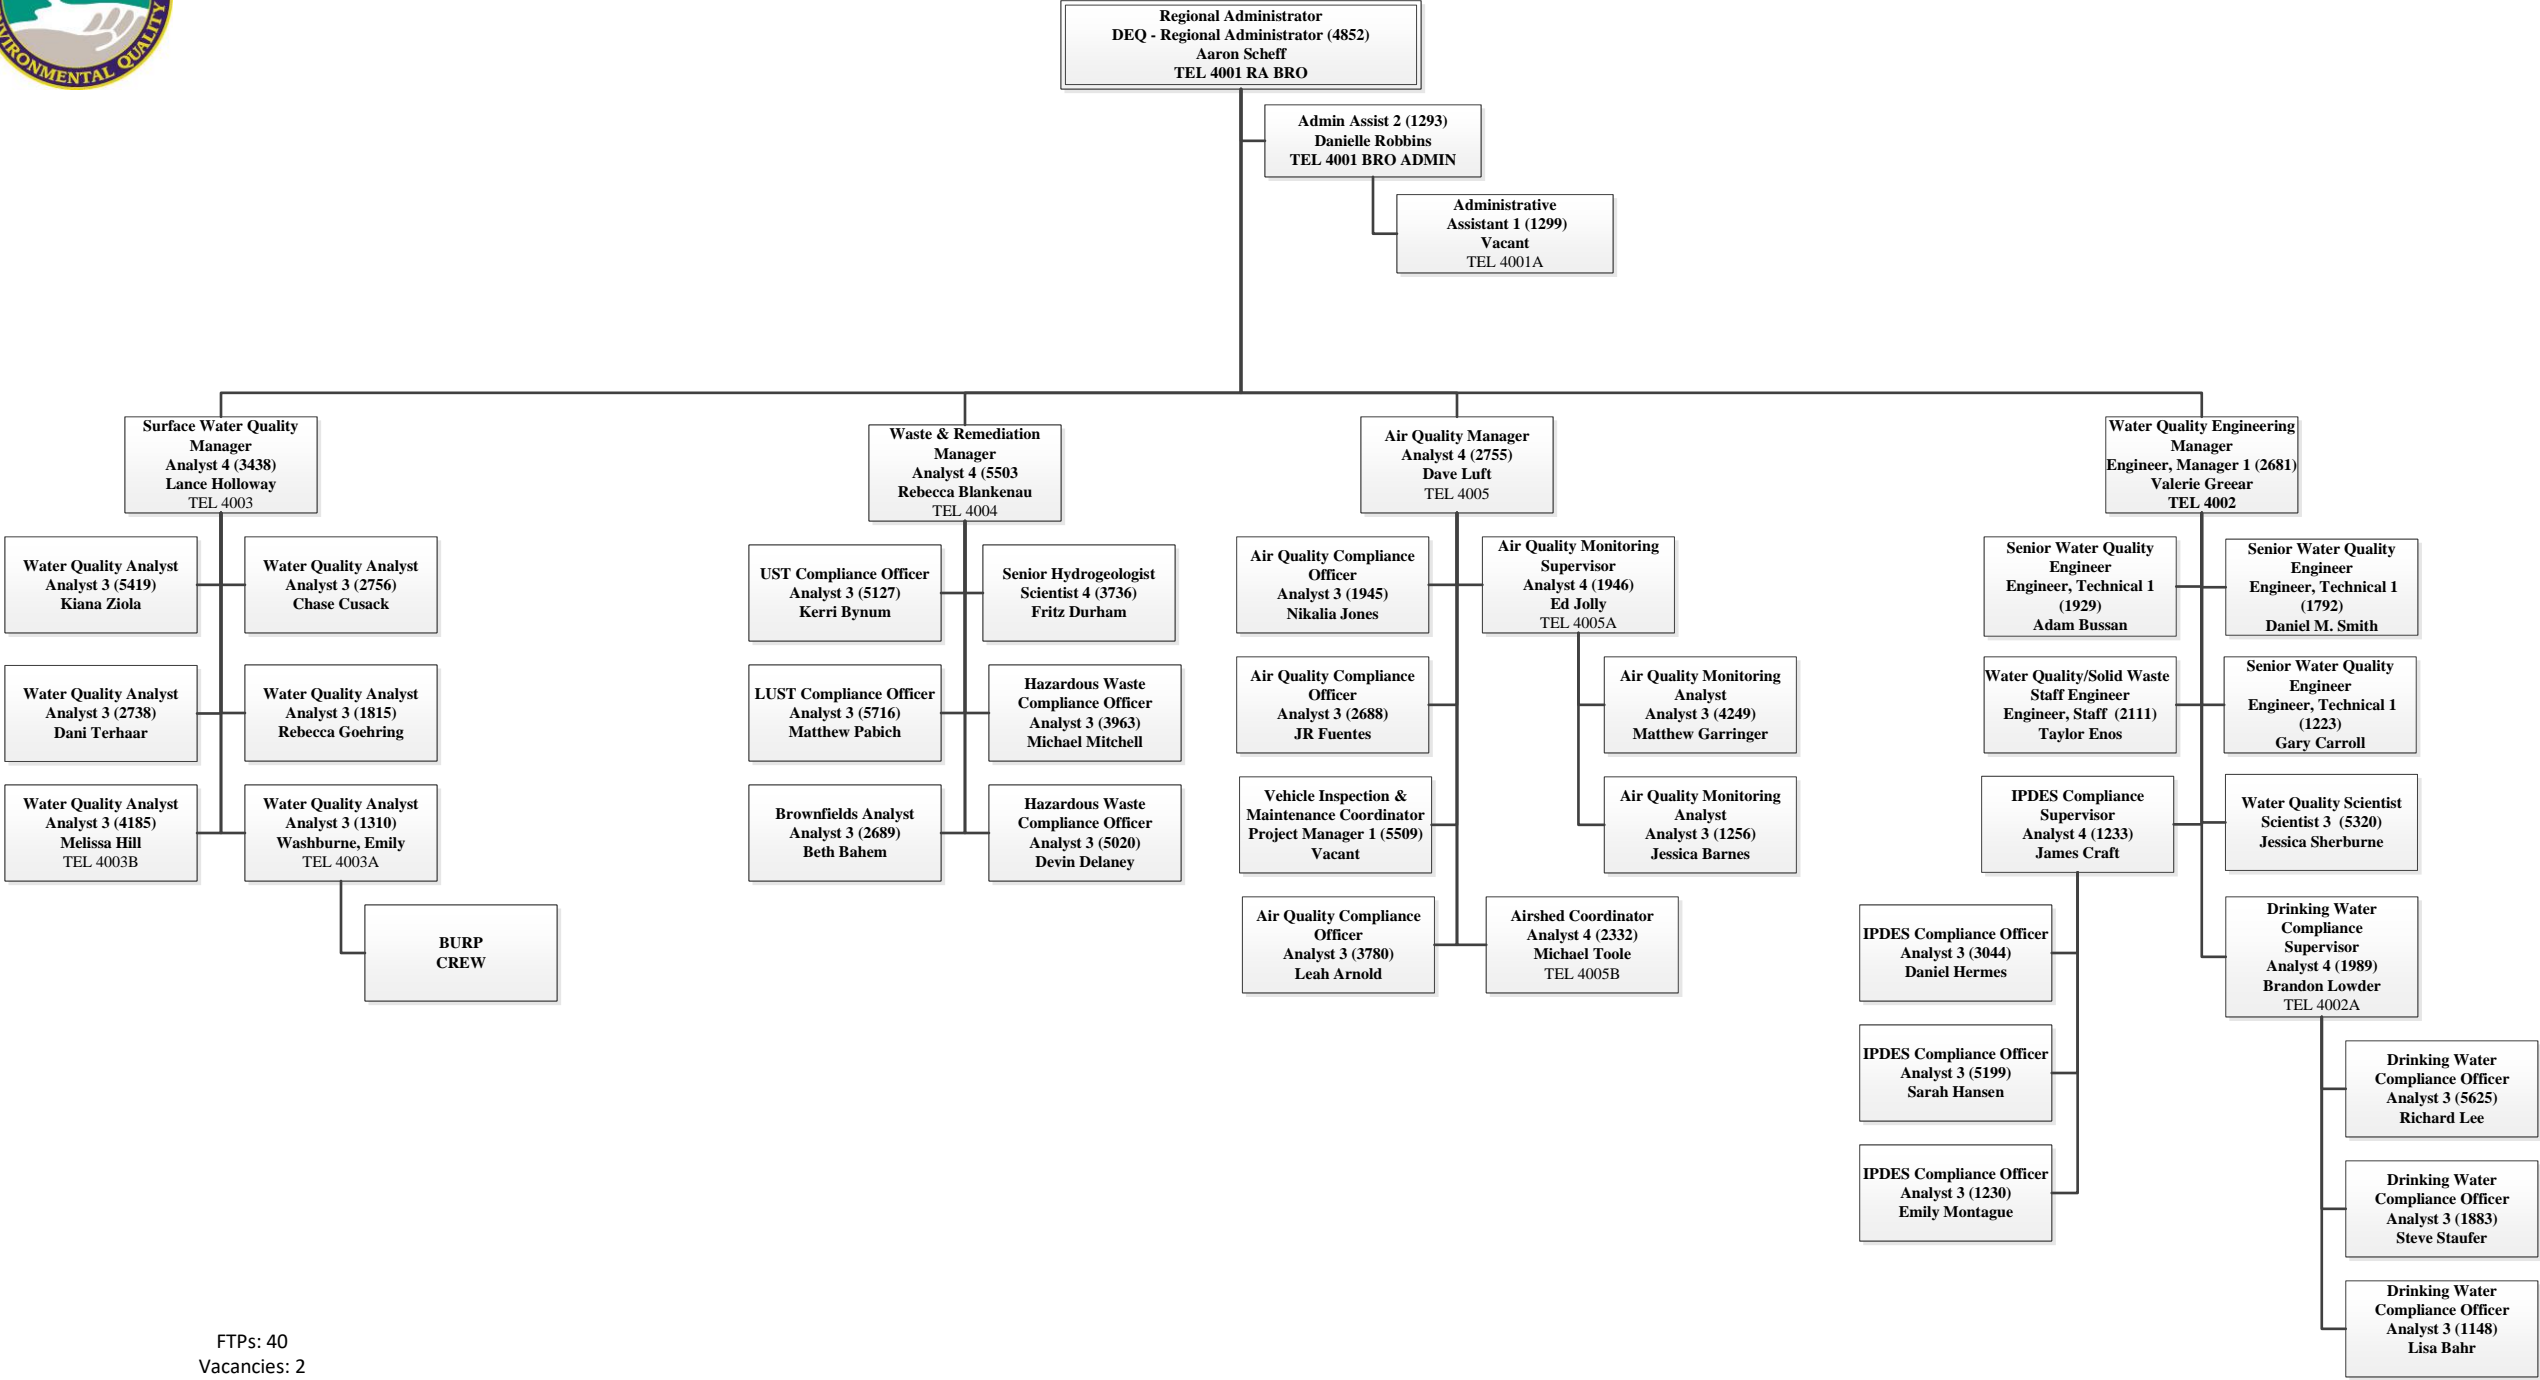 VIRONMENTAL QUALITY
Regional Administrator
DEQ - Regional Administrator (4852)
Aaron Scheff
TEL 4001 RA BRO
Admin Assist 2 (1293)
Danielle Robbins
TEL 4001 BRO ADMIN
Administrative
Assistant 1 (1299)
Vacant
TEL 4001A
Surface Water Quality
Manager
Analyst 4 (3438)
Lance Holloway
TEL 4003
Water Quality Analyst
Analyst 3 (5419)
Kiana Ziola
Water Quality Analyst
Analyst 3 (2756)
Chase Cusack
Water Quality Analyst
Analyst 3 (2738)
Dani Terhaar
Water Quality Analyst
Analyst 3 (1815)
Rebecca Goehring
Water Quality Analyst
Analyst 3 (4185)
Melissa Hill
TEL 4003B
Water Quality Analyst
Analyst 3 (1310)
Washburne, Emily
TEL 4003A
BURP
CREW
Waste & Remediation
Manager
Analyst 4 (5503
Rebecca Blankenau
TEL 4004
UST Compliance Officer
Analyst 3 (5127)
Kerri Bynum
Senior Hydrogeologist
Scientist 4 (3736)
Fritz Durham
LUST Compliance Officer
Analyst 3 (5716)
Matthew Pabich
Hazardous Waste
Compliance Officer
Analyst 3 (3963)
Michael Mitchell
Brownfields Analyst
Analyst 3 (2689)
Beth Bahem
Hazardous Waste
Compliance Officer
Analyst 3 (5020)
Devin Delaney
Air Quality Manager
Analyst 4 (2755)
Dave Luft
TEL 4005
Air Quality Compliance
Officer
Analyst 3 (1945)
Nikalia Jones
Air Quality Monitoring
Supervisor
Analyst 4 (1946)
Ed Jolly
TEL 4005A
Air Quality Compliance
Officer
Analyst 3 (2688)
JR Fuentes
Air Quality Monitoring
Analyst
Analyst 3 (4249)
Matthew Garringer
Vehicle Inspection &
Maintenance Coordinator
Project Manager 1 (5509)
Vacant
Air Quality Monitoring
Analyst
Analyst 3 (1256)
Jessica Barnes
Air Quality Compliance
Officer
Analyst 3 (3780)
Leah Arnold
Airshed Coordinator
Analyst 4 (2332)
Michael Toole
TEL 4005B
Water Quality Engineering
Manager
Engineer, Manager 1 (2681)
Valerie Greear
TEL 4002
Senior Water Quality
Engineer
Engineer, Technical 1
(1929)
Adam Bussan
Senior Water Quality
Engineer
Engineer, Technical 1
(1792)
Daniel M. Smith
Water Quality/Solid Waste
Staff Engineer
Engineer, Staff (2111)
Taylor Enos
Senior Water Quality
Engineer
Engineer, Technical 1
(1223)
Gary Carroll
IPDES Compliance
Supervisor
Analyst 4 (1233)
James Craft
Water Quality Scientist
Scientist 3 (5320)
Jessica Sherburne
IPDES Compliance Officer
Analyst 3 (3044)
Daniel Hermes
IPDES Compliance Officer
Analyst 3 (5199)
Sarah Hansen
IPDES Compliance Officer
Analyst 3 (1230)
Emily Montague
Drinking Water
Compliance
Supervisor
Analyst 4 (1989)
Brandon Lowder
TEL 4002A
Drinking Water
Compliance Officer
Analyst 3 (5625)
Richard Lee
Drinking Water
Compliance Officer
Analyst 3 (1883)
Steve Staufer
Drinking Water
Compliance Officer
Analyst 3 (1148)
Lisa Bahr
FTPs: 40
Vacancies: 2